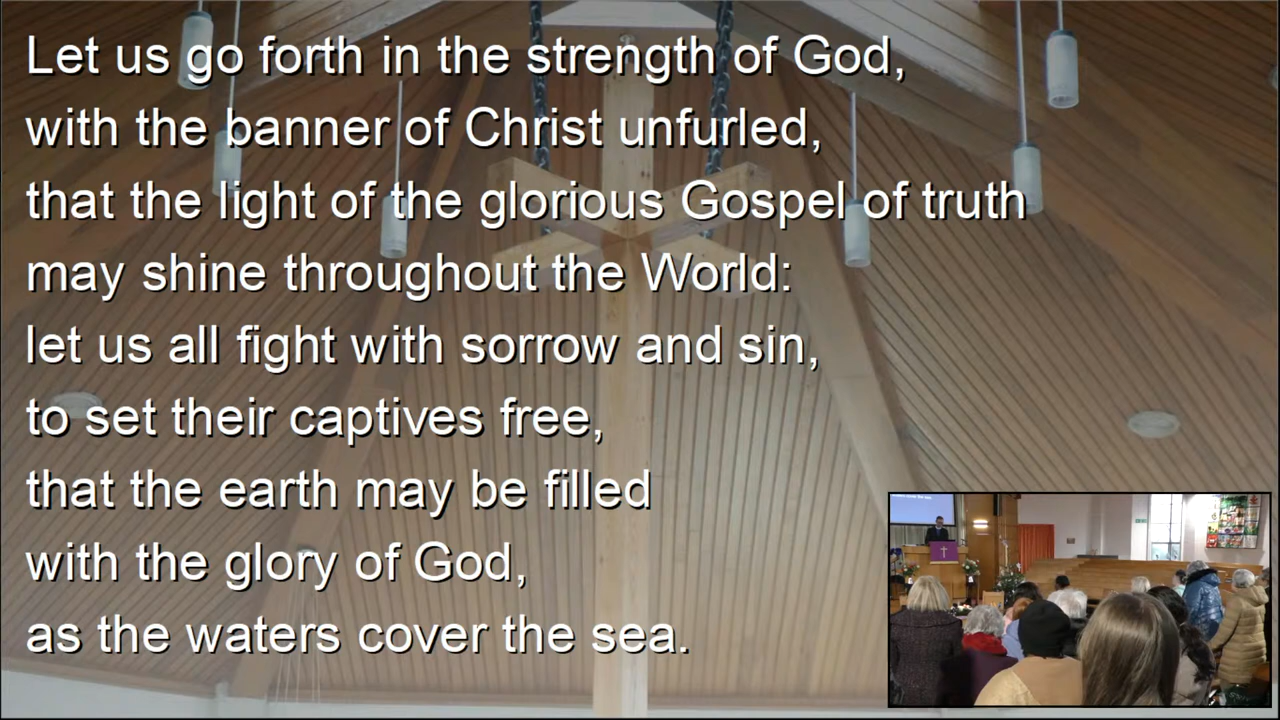 Let us go forth in the strength of God,
with the banner of Christ unfurled,
that the light of the glorious Gospel of truth
may shine throughout the World:
let us all fight with sorrow and sin,
to set their captives free,
that the earth may be filled
with the glory of God,
as the waters cover the sea.